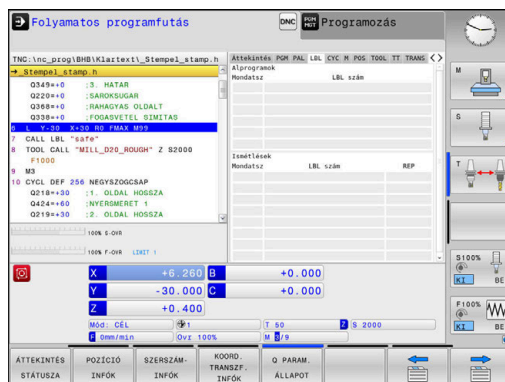 Folyamatos programfutás
DNC
PGM MGT
Programozás
TNC:\nc_prog\BHB\Klartext\_Stempel_stamp.h
→_Stempel_stamp.h
Q349=+0 ;3. HATAR
Q220=+0 ;SAROKSUGAR
Q368=+0 ;RAHAGYAS OLDALT
Q338=+0 ;FOGASVETEL SIMITAS
6 L Y-30 X+30 R0 FMAX M99
7 CALL LBL "safe"
8 TOOL CALL "MILL_D20_ROUGH" Z S2000
F1000
9 M3
10 CYCL DEF 256 NEGYSZOGCSAP
Q218=+30 ;1. OLDAL HOSSZA
Q424=+60 ;NYERSMERET 1
Q219=+30 ;2. OLDAL HOSSZA
100% S-OVR
100% F-OVR LIMIT 1
Áttekintés PGM PAL LBL CYC M POS TOOL TT TRANS
Alprogramok
Mondatsz LBL szám
Ismétlések
Mondatsz LBL szám REP
X +6.260 B +0.000
Y -30.000 C +0.000
Z +0.400
Mód: CÉL 1 T 50 Z S 2000
F 0mm/min Ovr 100% M 3/9
M
S
T
S100%
KI BE
F100%
KI BE
ÁTTEKINTÉS STÁTUSZA
POZÍCIÓ INFÓK
SZERSZÁM- INFÓK
KOORD. TRANSZF. INFÓK
Q PARAM. ÁLLAPOT